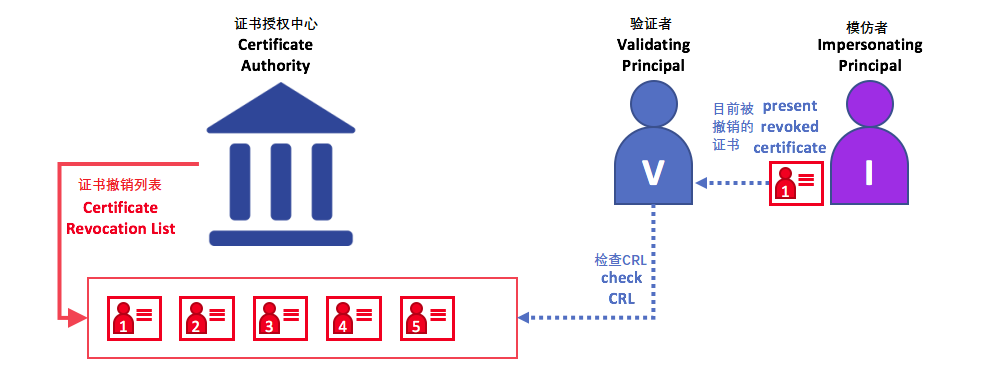 证书授权中心
Certificate
Authority
验证者
Validating
Principal
模仿者
Impersonating
Principal
目前被
撤销的
证书
present
revoked
certificate
V
1
I
证书撤销列表
Certificate
Revocation List
检查CRL
check
CRL
1
2
3
4
5